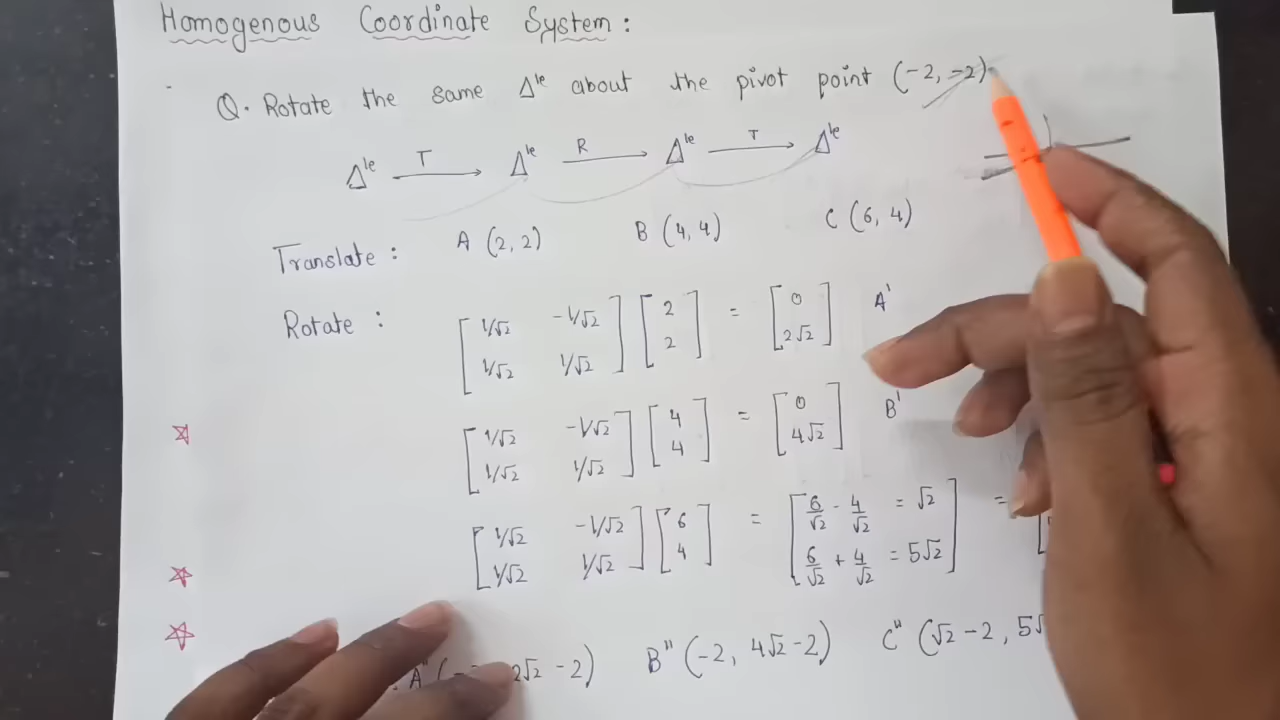 Homogenous Coordinate System :
Q. Rotate the same Δle about the pivot point (-2, -2)
Δle T Δle R Δle T Δle
Translate : A (2, 2) B (4, 4) C (6, 4)
Rotate : [1/√2 -1/√2 [2 = [0 A'
1/√2 1/√2] 2] 2√2]
[1/√2 -1/√2 [4 = [0 B'
1/√2 1/√2] 4] 4√2]
[1/√2 -1/√2 [6 = [6/√2 - 4/√2 = √2 =
1/√2 1/√2] 4] 6/√2 + 4/√2 = 5√2]
A" ( 2√2 - 2) B" (-2, 4√2 - 2) C" (√2 - 2, 5√